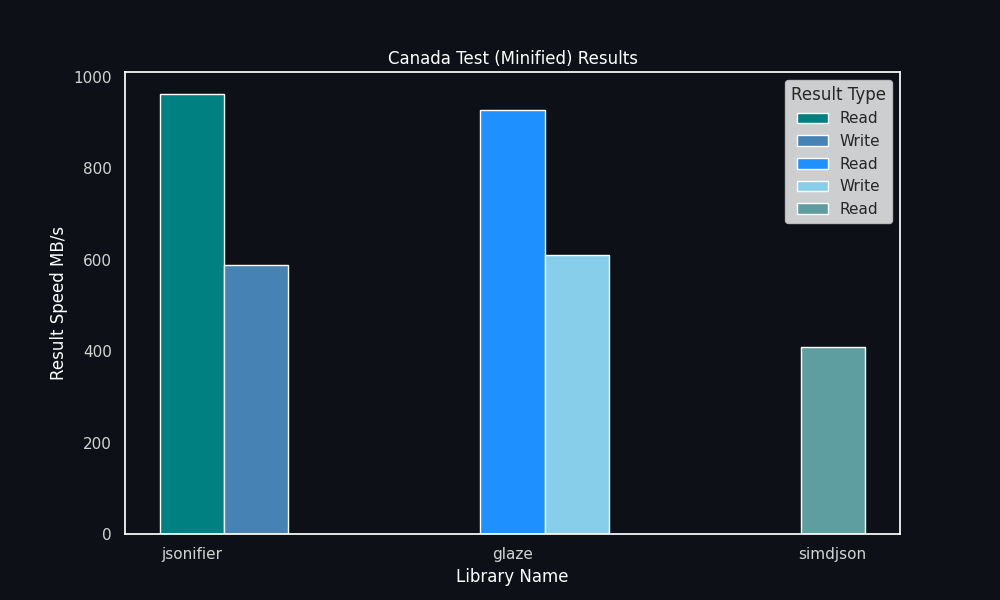 Canada Test (Minified) Results
1000
800
600
400
200
0
Result Speed MB/s
Result Type
Read
Write
Read
Write
Read
jsonifier
glaze
simdjson
Library Name